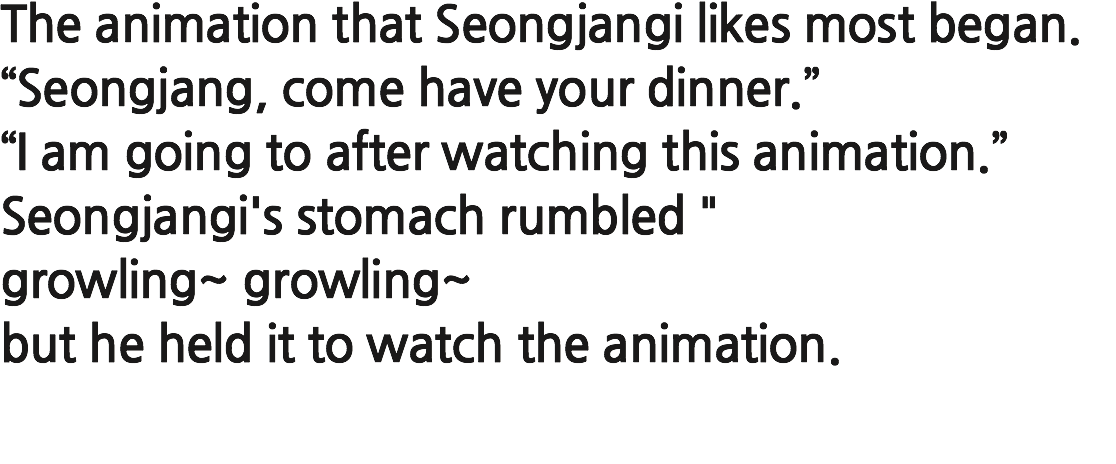 The animation that Seongjangi likes most began.
“Seongjang, come have your dinner.”
“I am going to after watching this animation.”
Seongjangi's stomach rumbled "
growling~ growling~
but he held it to watch the animation.